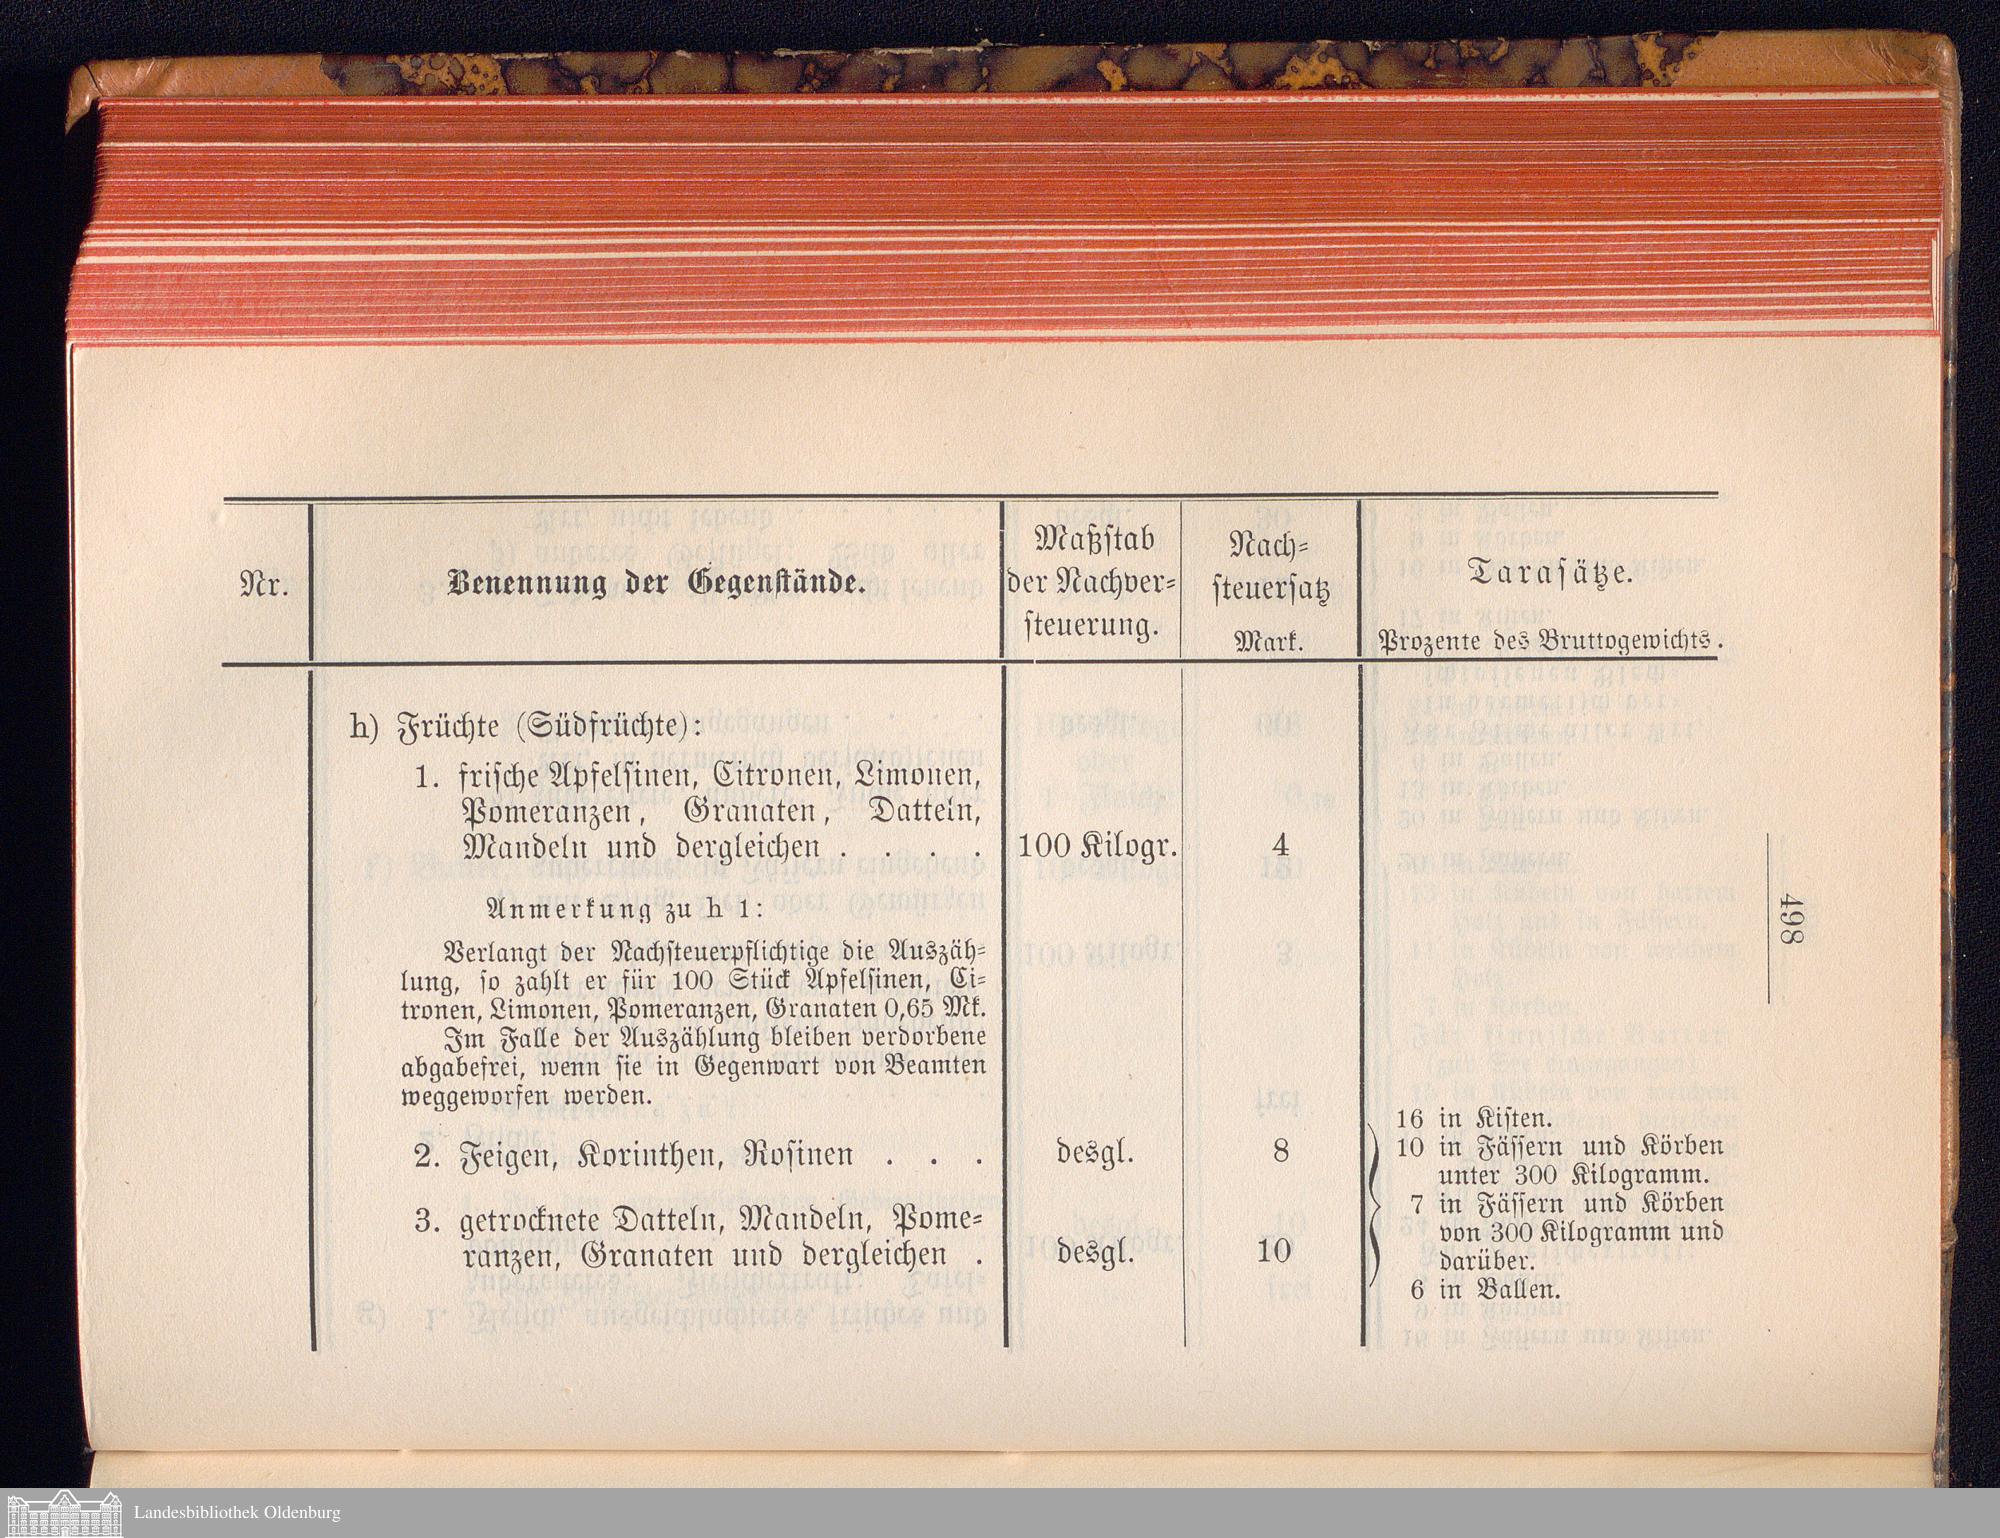 Nr.
Benennung der Gegenstände.
Maßstab
der Nachver=
steuerung.
Nach=
steuersatz
Mark.
Tarasätze.
Prozente des Bruttogewichts.
h) Früchte (Südfrüchte):
1. frische Apfelsinen, Citronen, Limonen,
Pomeranzen, Granaten, Datteln,
Mandeln und dergleichen . . . . 100 Kilogr. 4
Anmerkung zu h 1:
Verlangt der Nachsteuerpflichtige die Auszäh=
lung, so zahlt er für 100 Stück Apfelsinen, Ci=
tronen, Limonen, Pomeranzen, Granaten 0,65 Mk.
Im Falle der Auszählung bleiben verdorbene
abgabefrei, wenn sie in Gegenwart von Beamten
weggeworfen werden.
2. Feigen, Korinthen, Rosinen . . . desgl. 8
3. getrocknete Datteln, Mandeln, Pome=
ranzen, Granaten und dergleichen . desgl. 10
16 in Kisten.
10 in Fässern und Körben
unter 300 Kilogramm.
7 in Fässern und Körben
von 300 Kilogramm und
darüber.
6 in Ballen.
498
Landesbibliothek Oldenburg